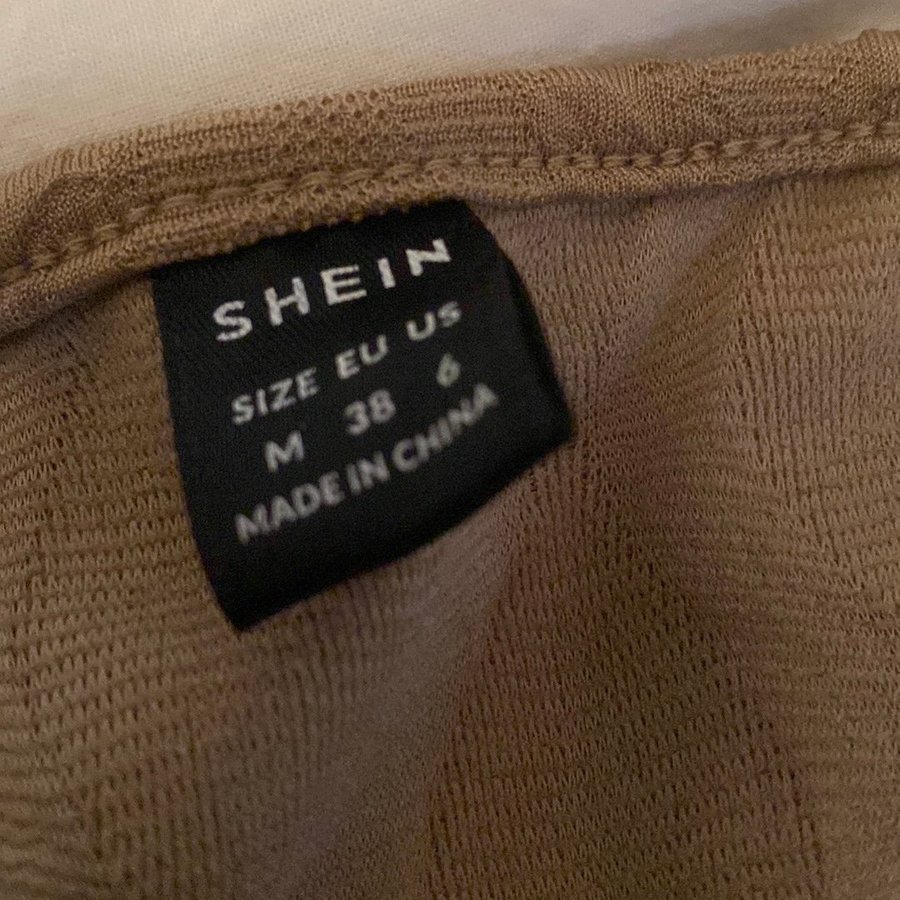 SHEIN
SIZE EU US
M 38 6
MADE IN CHINA